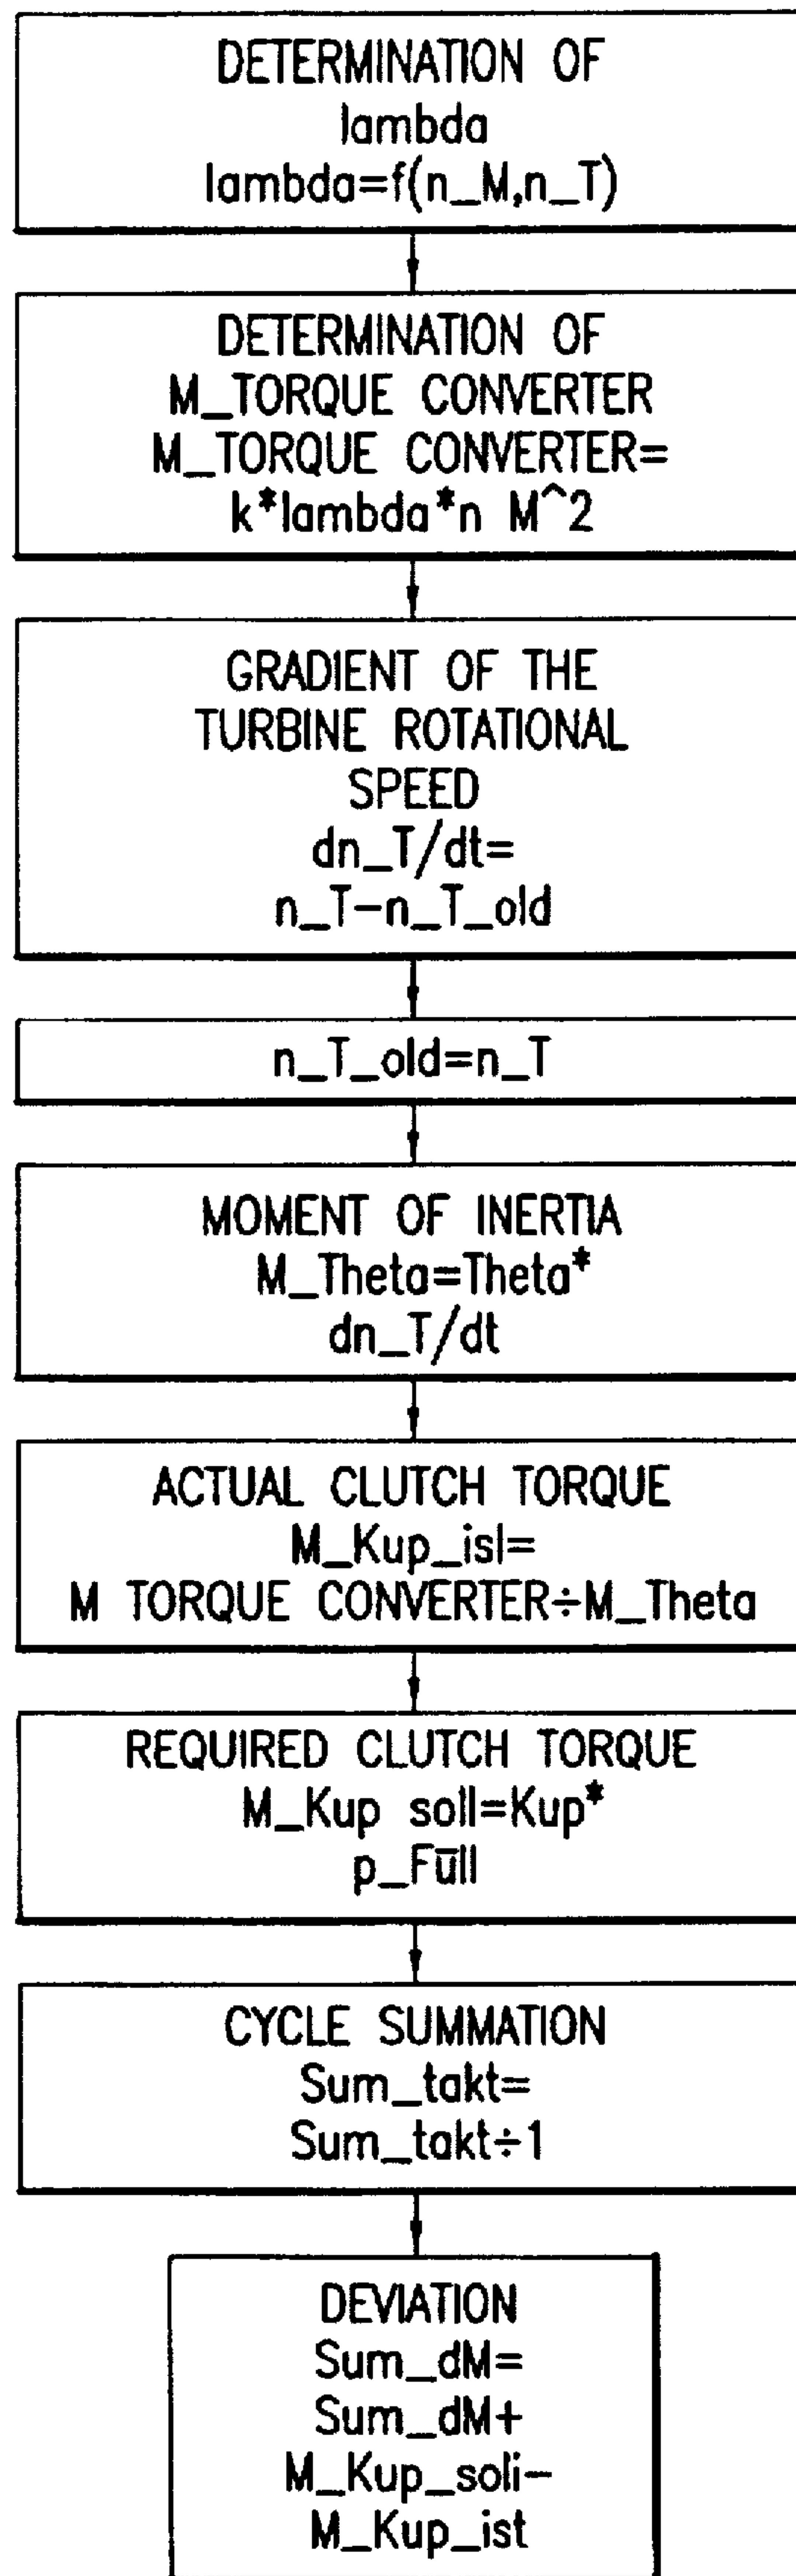 DETERMINATION OF
lambda
lambda=f(n_M,n_T)
DETERMINATION OF
M_TORQUE CONVERTER
M_TORQUE CONVERTER=
k*lambda*n M^2
GRADIENT OF THE
TURBINE ROTATIONAL
SPEED
dn_T/dt=
n_T-n_T_old
n_T_old=n_T
MOMENT OF INERTIA
M_Theta=Theta*
dn_T/dt
ACTUAL CLUTCH TORQUE
M_Kup_isl=
M TORQUE CONVERTER÷M_Theta
REQUIRED CLUTCH TORQUE
M_Kup soll=Kup*
p_Fūll
CYCLE SUMMATION
Sum_takt=
Sum_takt÷1
DEVIATION
Sum_dM=
Sum_dM+
M_Kup_soli-
M_Kup_ist